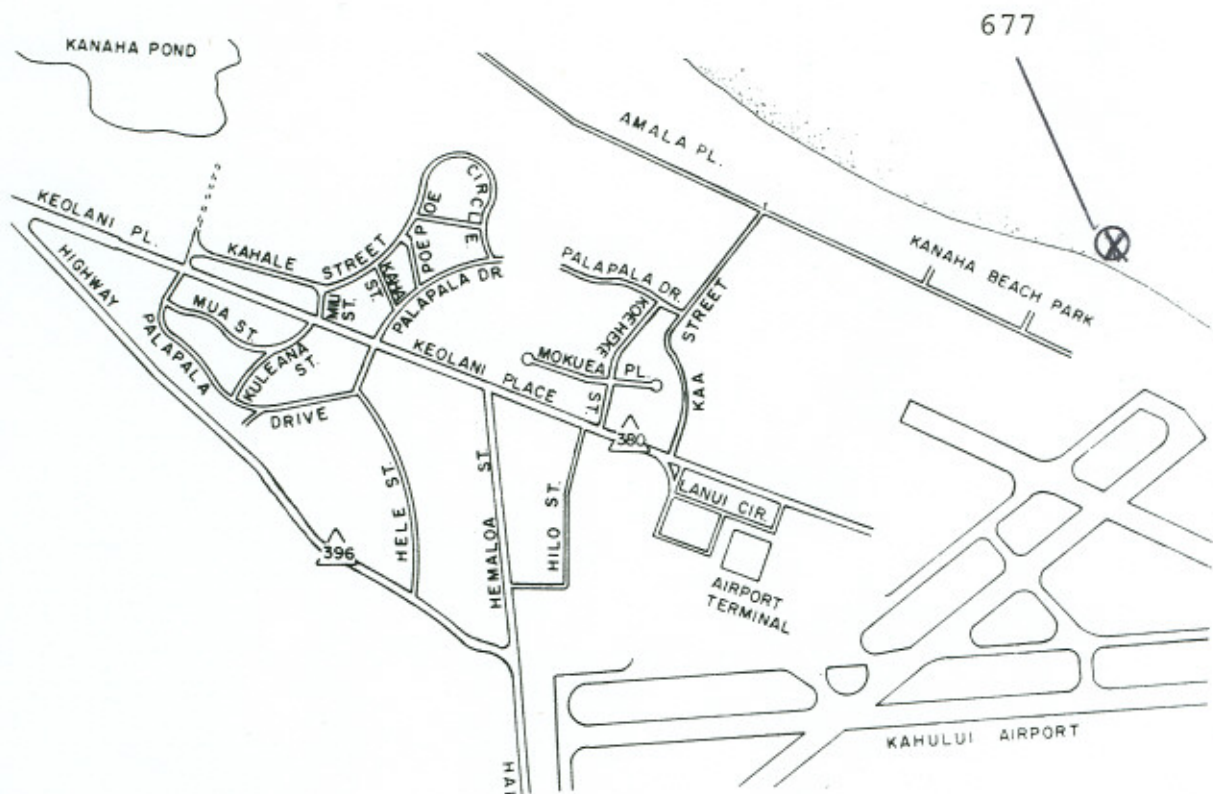 677
KANAHA POND
AMALA PL.
KEOLANI PL.
HIGHWAY
KAHALE STREET
POEPOE CIRCLE
MUA ST.
KULEANA ST.
KAHA ST.
PALAPALA DR
PALAPALA DRIVE
PALAPALA DR.
KOEHEKE ST.
MOKUEA PL.
KAA STREET
KANAHA BEACH PARK
KEOLANI PLACE
380
LANUI CIR.
HELE ST.
HEMALOA ST.
HILO ST.
396
AIRPORT
TERMINAL
KAHULUI AIRPORT